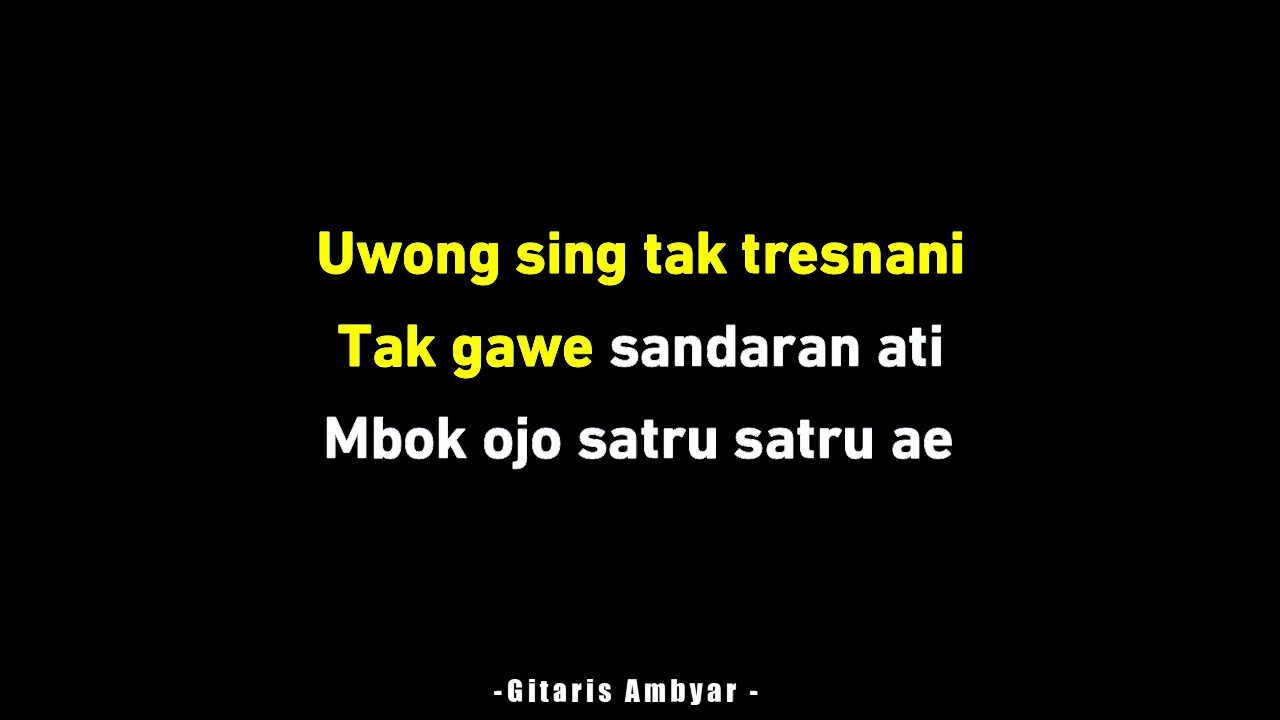 Uwong sing tak tresnani
Tak gawe sandaran ati
Mbok ojo satru satru ae
-Gitaris Ambyar -